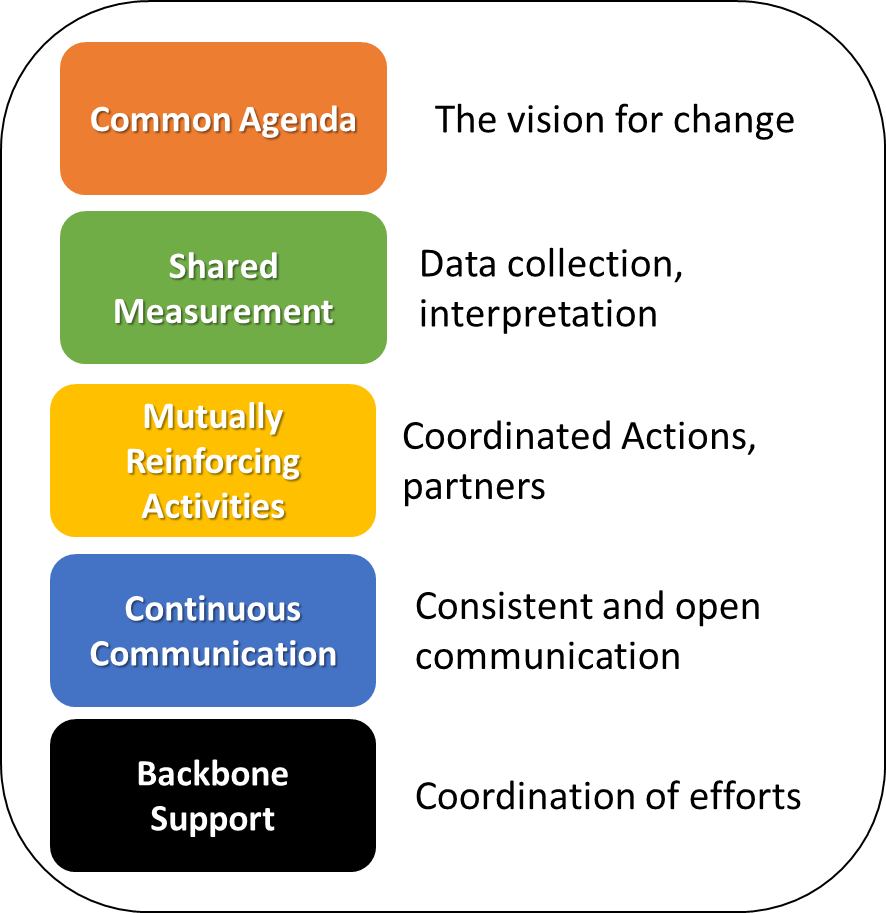 Common Agenda
The vision for change
Shared
Measurement
Data collection,
interpretation
Mutually
Reinforcing
Activities
Coordinated Actions,
partners
Continuous
Communication
Consistent and open
communication
Backbone
Support
Coordination of efforts